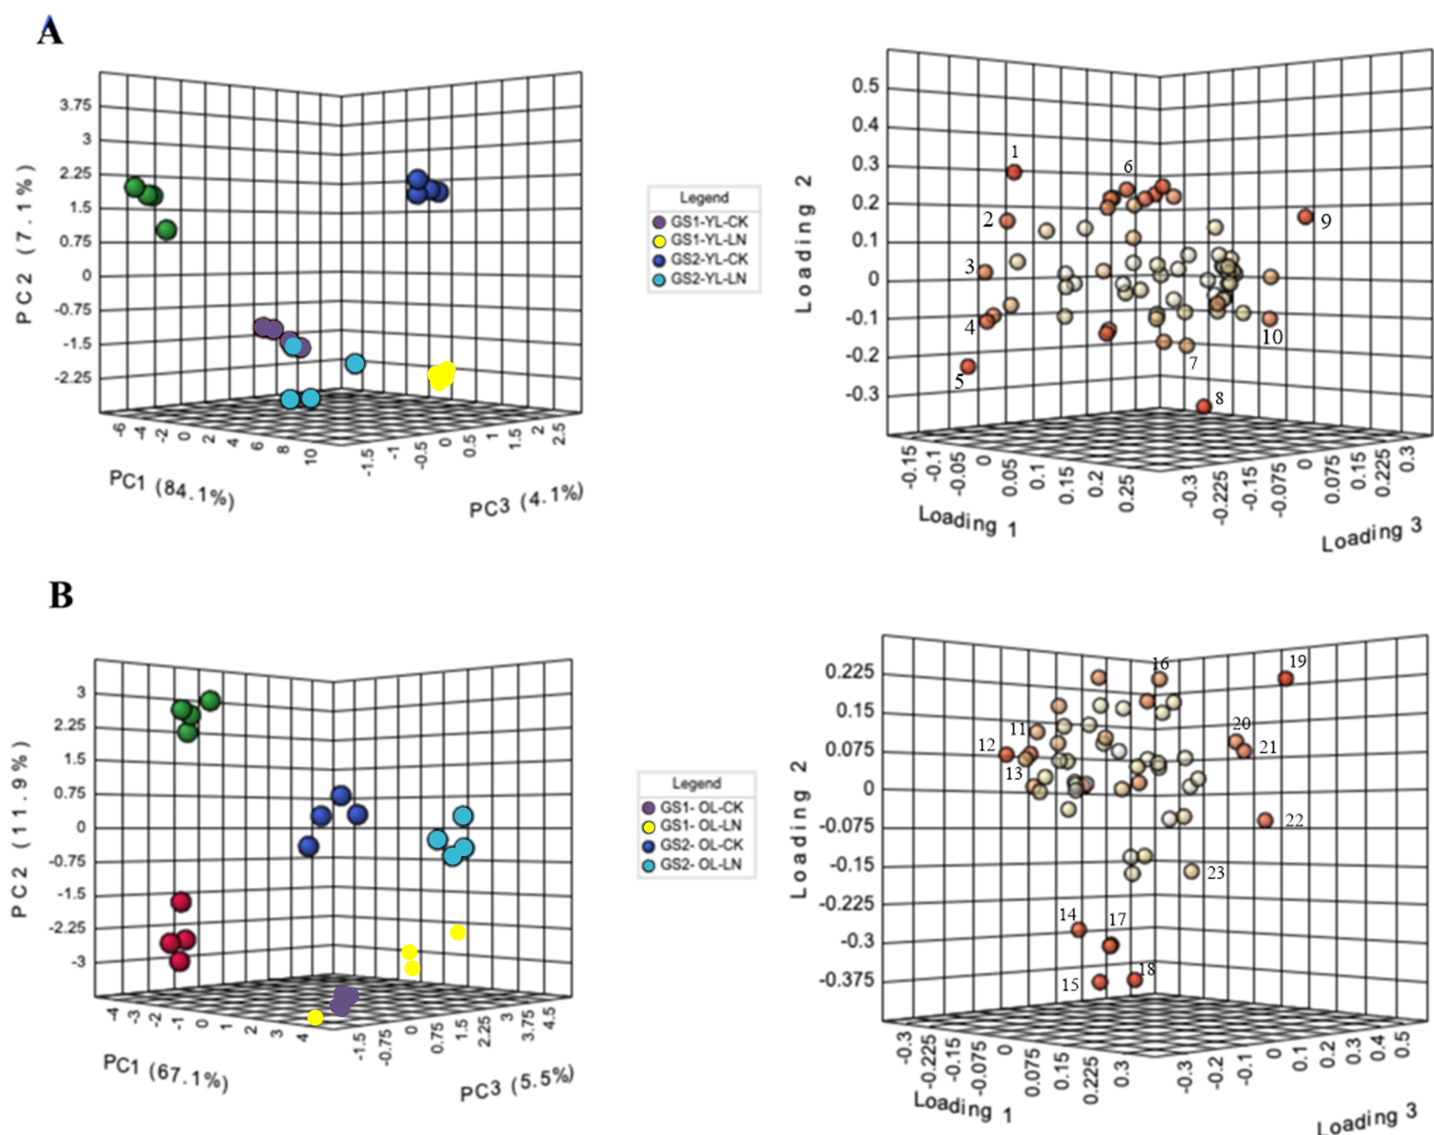 A
3.75
3
2.25
1.5
0.75
0
-0.75
-1.5
-2.25
PC2 (7.1%)
-6 -4 -2 0 2 4 6 8 10
PC1 (84.1%)
-1.5 -1 -0.5 0 0.5 1 1.5 2 2.5
PC3 (4.1%)
Legend
GS1-YL-CK
GS1-YL-LN
GS2-YL-CK
GS2-YL-LN
0.5
0.4
0.3
0.2
0.1
0
-0.1
-0.2
-0.3
Loading 2
1
2
3
4
5
6
7
8
9
10
-0.15 -0.1 -0.05 0 0.05 0.1 0.15 0.2 0.25
Loading 1
-0.3 -0.225 -0.15 -0.075 0 0.075 0.15 0.225 0.3
Loading 3
B
3
2.25
1.5
0.75
0
-0.75
-1.5
-2.25
-3
PC2 (11.9%)
-4 -3 -2 -1 0 1 2 3 4
PC1 (67.1%)
-1.5 -0.75 0 0.75 1.5 2.25 3 3.75 4.5
PC3 (5.5%)
Legend
GS1- OL-CK
GS1- OL-LN
GS2- OL-CK
GS2- OL-LN
0.225
0.15
0.075
0
-0.075
-0.15
-0.225
-0.3
-0.375
Loading 2
11
12
13
14
15
16
17
18
19
20
21
22
23
-0.3 -0.225 -0.15 -0.075 0 0.075 0.15 0.225 0.3
Loading 1
-0.3 -0.2 -0.1 0 0.1 0.2 0.3 0.4 0.5
Loading 3